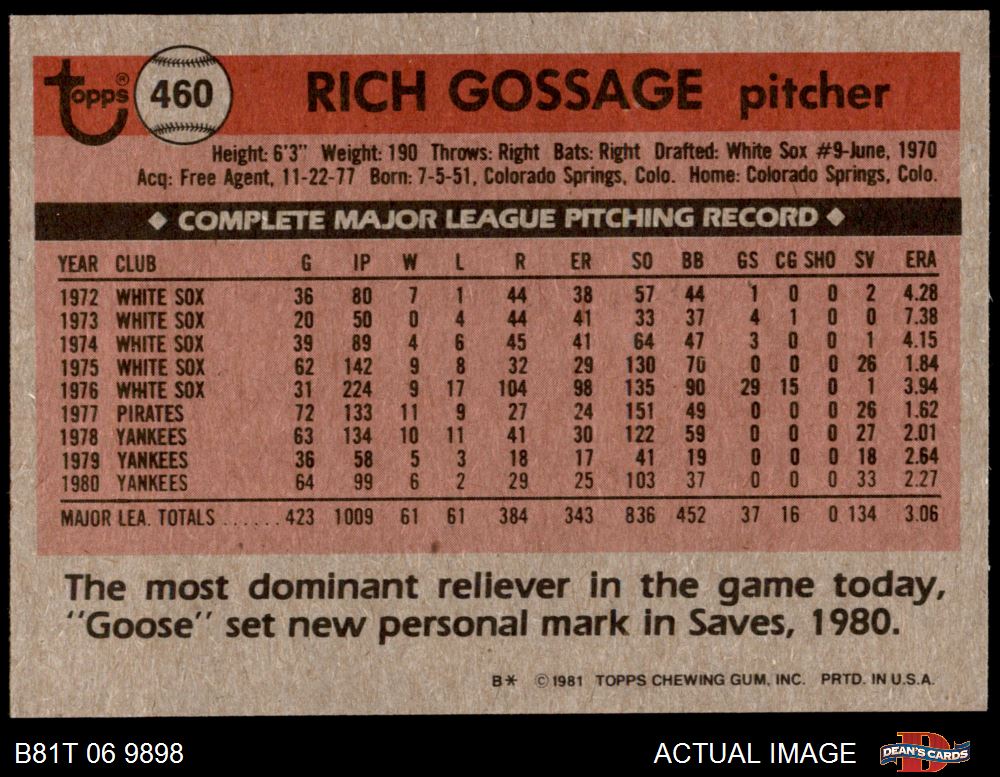 Topps® 460 RICH GOSSAGE pitcher
Height: 6'3" Weight: 190 Throws: Right Bats: Right Drafted: White Sox #9-June, 1970
Acq: Free Agent, 11-22-77 Born: 7-5-51, Colorado Springs, Colo. Home: Colorado Springs, Colo.
◆ COMPLETE MAJOR LEAGUE PITCHING RECORD ◆
YEAR CLUB G IP W L R ER SO BB GS CG SHO SV ERA
1972 WHITE SOX 36 80 7 1 44 38 57 44 1 0 0 2 4.28
1973 WHITE SOX 20 50 0 4 44 41 33 37 4 1 0 0 7.38
1974 WHITE SOX 39 89 4 6 45 41 64 47 3 0 0 1 4.15
1975 WHITE SOX 62 142 9 8 32 29 130 70 0 0 0 26 1.84
1976 WHITE SOX 31 224 9 17 104 98 135 90 29 15 0 1 3.94
1977 PIRATES 72 133 11 9 27 24 151 49 0 0 0 26 1.62
1978 YANKEES 63 134 10 11 41 30 122 59 0 0 0 27 2.01
1979 YANKEES 36 58 5 3 18 17 41 19 0 0 0 18 2.64
1980 YANKEES 64 99 6 2 29 25 103 37 0 0 0 33 2.27
MAJOR LEA. TOTALS ...... 423 1009 61 61 384 343 836 452 37 16 0 134 3.06
The most dominant reliever in the game today,
"Goose" set new personal mark in Saves, 1980.
B* ©1981 TOPPS CHEWING GUM, INC. PRTD. IN U.S.A.
B81T 06 9898 ACTUAL IMAGE DEAN'S CARDS